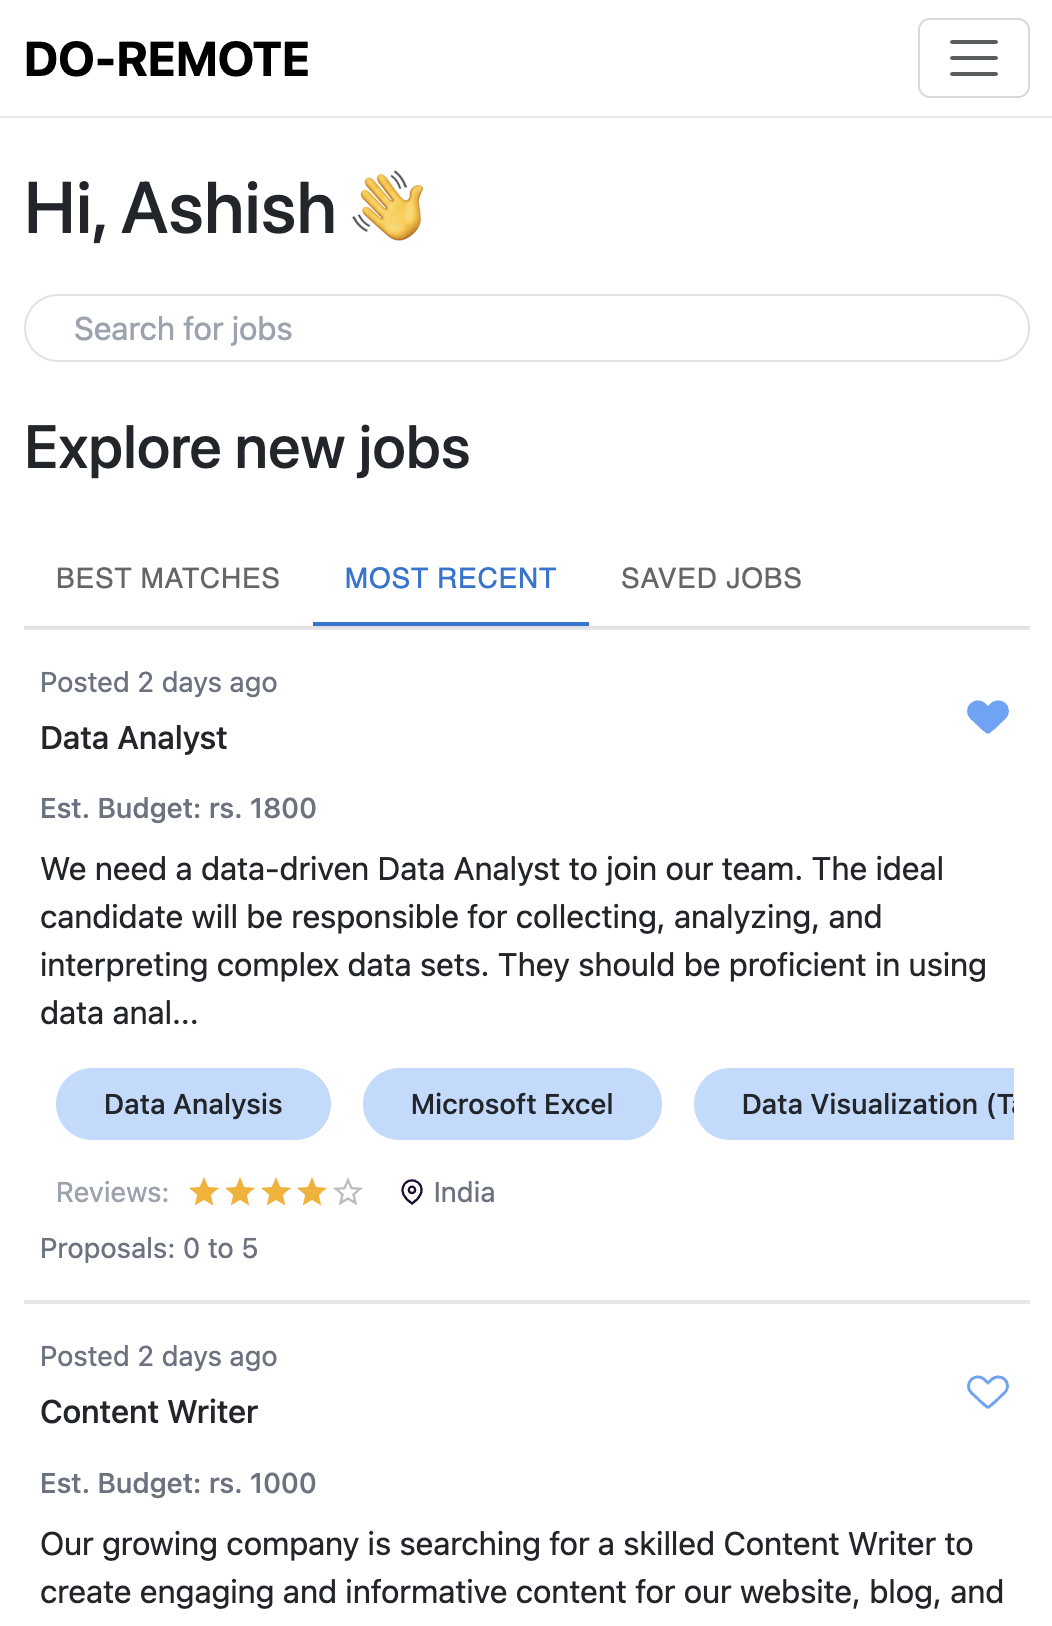 DO-REMOTE
Hi, Ashish 👋
Search for jobs
Explore new jobs
BEST MATCHES MOST RECENT SAVED JOBS
Posted 2 days ago
Data Analyst
Est. Budget: rs. 1800
We need a data-driven Data Analyst to join our team. The ideal
candidate will be responsible for collecting, analyzing, and
interpreting complex data sets. They should be proficient in using
data anal...
Data Analysis Microsoft Excel Data Visualization
Reviews: India
Proposals: 0 to 5
Posted 2 days ago
Content Writer
Est. Budget: rs. 1000
Our growing company is searching for a skilled Content Writer to
create engaging and informative content for our website, blog, and